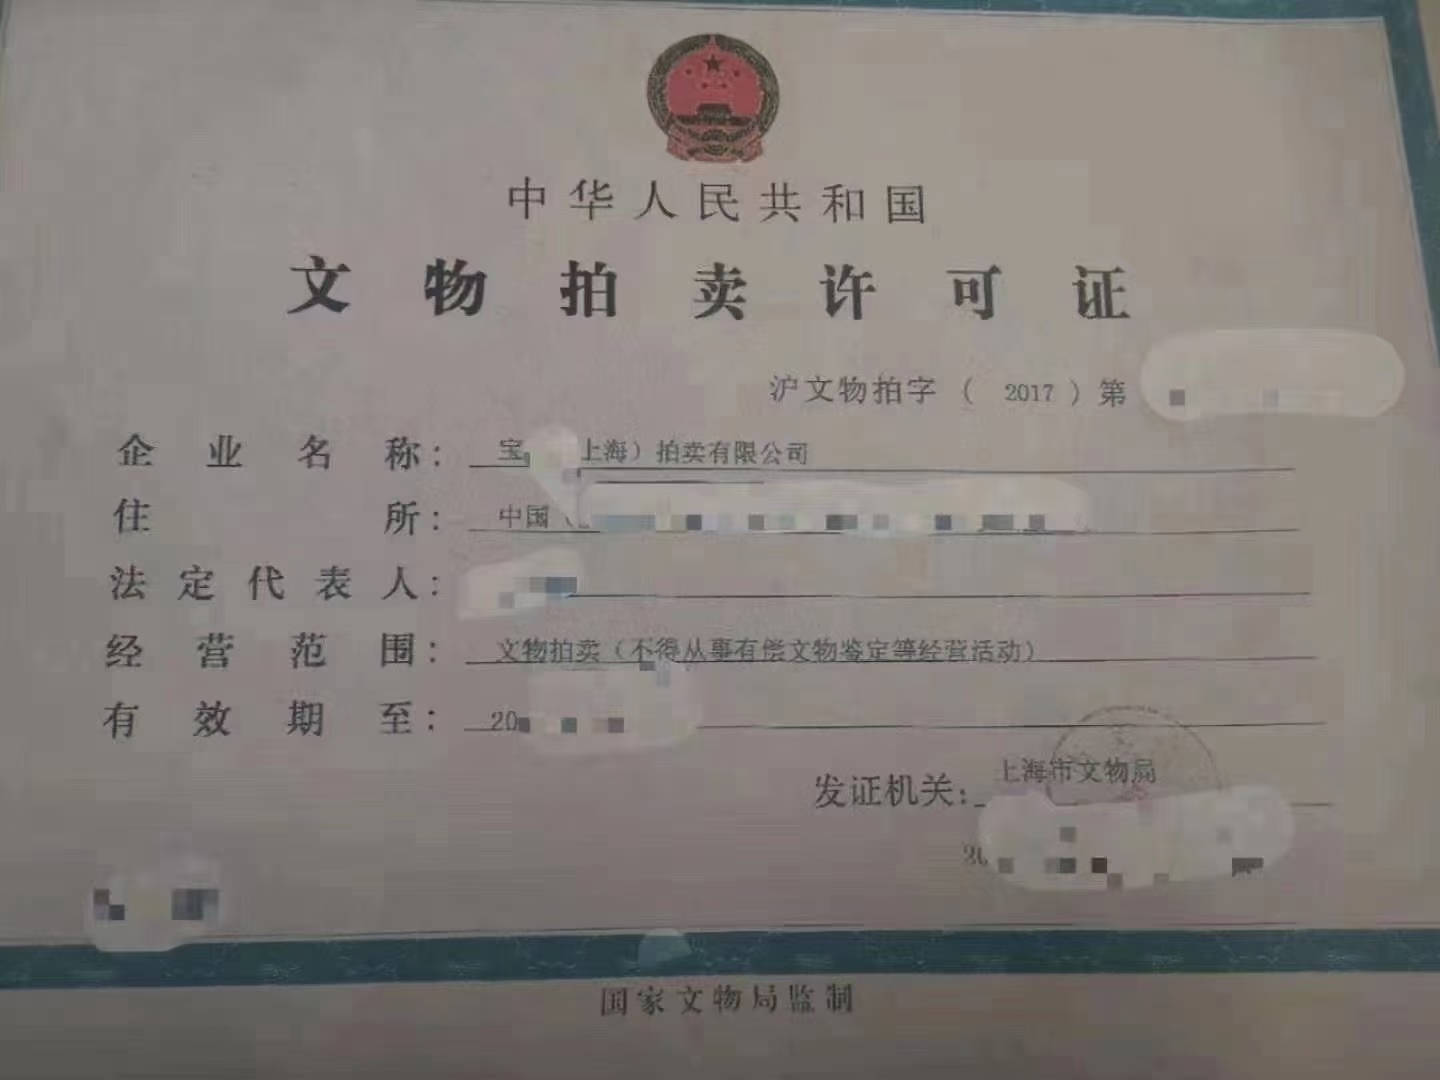 中华人民共和国
文物拍卖许可证
沪文物拍字（ 2017 ）第
企业名称： 宝 上海）拍卖有限公司
住所： 中国（
法定代表人：
经营范围： 文物拍卖（不得从事有偿文物鉴定等经营活动）
有效期至： 20
发证机关： 上海市文物局
20
国家文物局监制